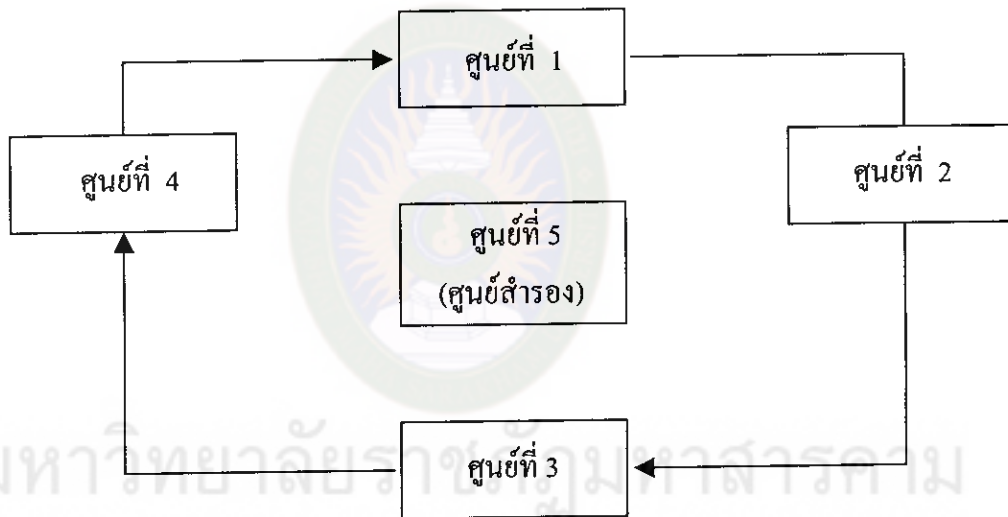 ศูนย์ที่ 1
ศูนย์ที่ 4
ศูนย์ที่ 2
ศูนย์ที่ 5
(ศูนย์สำรอง)
ศูนย์ที่ 3
มหาวิทยาลัยราชภัฏมหาสารคาม